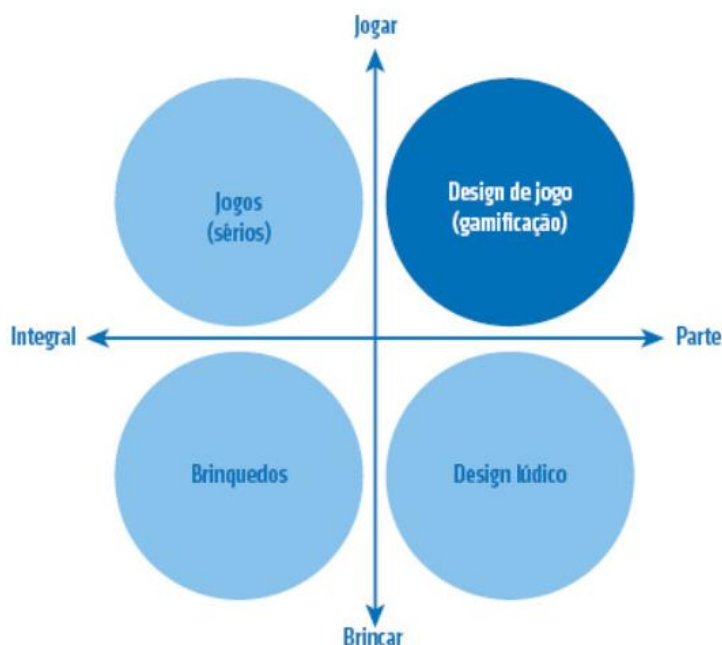 Jogar
Jogos
(sérios)
Design de jogo
(gamificação)
Integral
Parte
Brinquedos
Design lúdico
Brincar